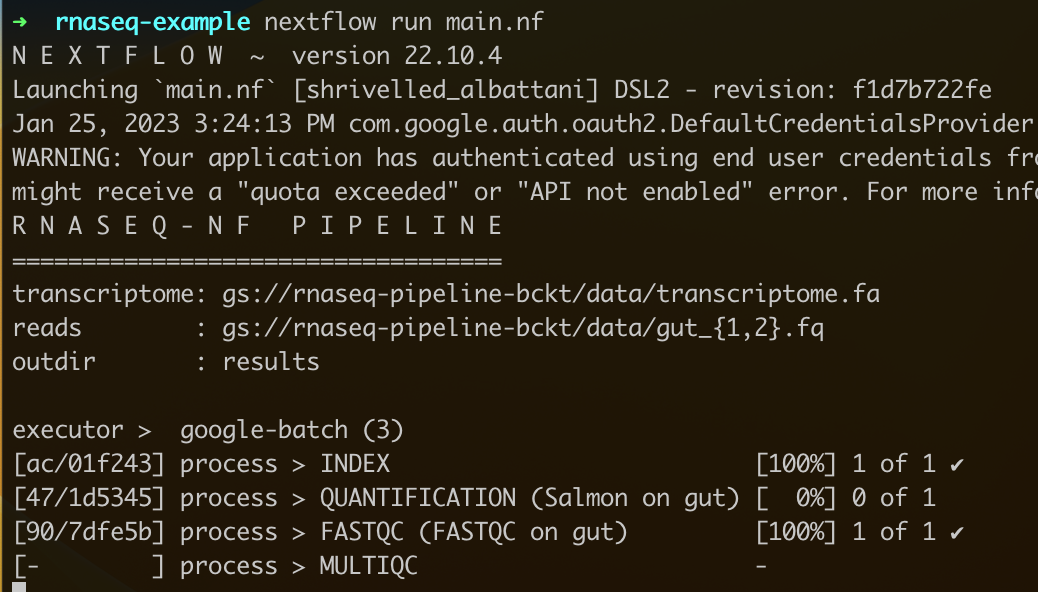 ➜ rnaseq-example nextflow run main.nf
N E X T F L O W ~ version 22.10.4
Launching `main.nf` [shrivelled_albattani] DSL2 - revision: f1d7b722fe
Jan 25, 2023 3:24:13 PM com.google.auth.oauth2.DefaultCredentialsProvider
WARNING: Your application has authenticated using end user credentials
might receive a "quota exceeded" or "API not enabled" error. For more
R N A S E Q - N F P I P E L I N E
===================================
transcriptome: gs://rnaseq-pipeline-bckt/data/transcriptome.fa
reads : gs://rnaseq-pipeline-bckt/data/gut_{1,2}.fq
outdir : results
executor > google-batch (3)
[ac/01f243] process > INDEX [100%] 1 of 1 ✔
[47/1d5345] process > QUANTIFICATION (Salmon on gut) [ 0%] 0 of 1
[90/7dfe5b] process > FASTQC (FASTQC on gut) [100%] 1 of 1 ✔
[- ] process > MULTIQC -